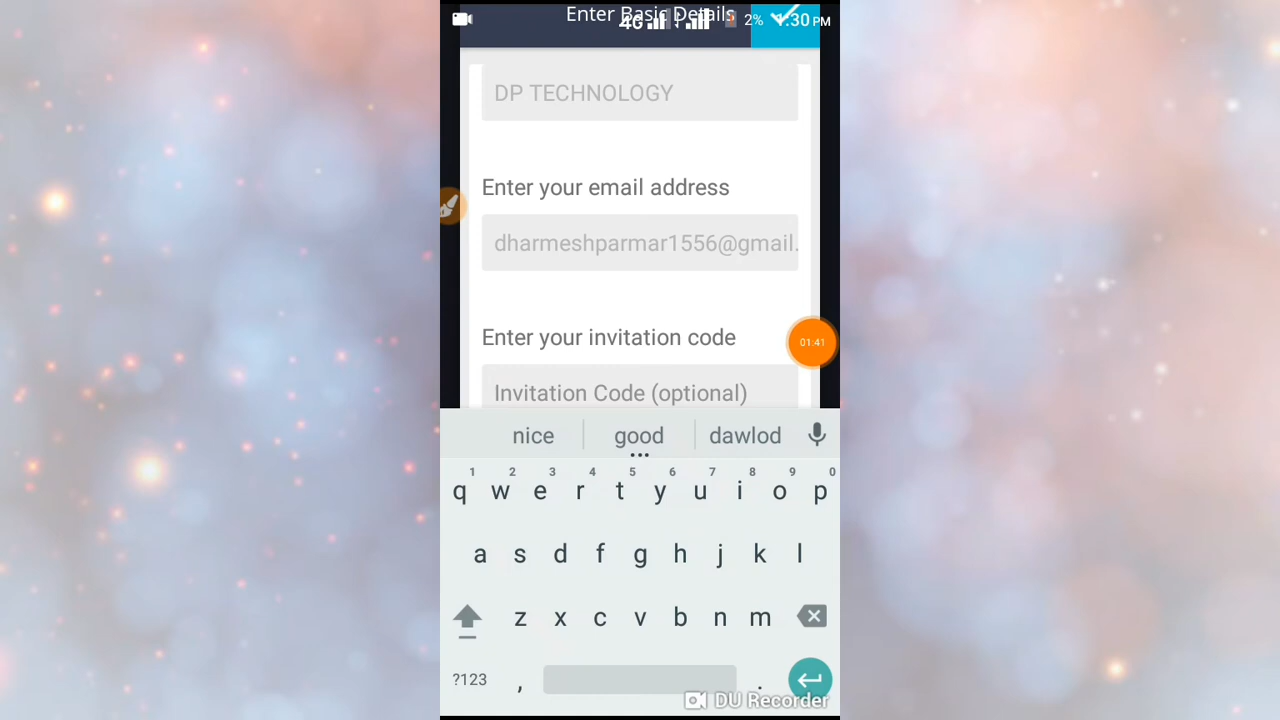 Enter Basic Details
4G 2% 1:30 PM
DP TECHNOLOGY
Enter your email address
dharmeshparmar1556@gmail.
Enter your invitation code
01:41
Invitation Code (optional)
nice good dawlod
1 2 3 4 5 6 7 8 9 0
q w e r t y u i o p
a s d f g h j k l
z x c v b n m
?123 , .
DU Recorder